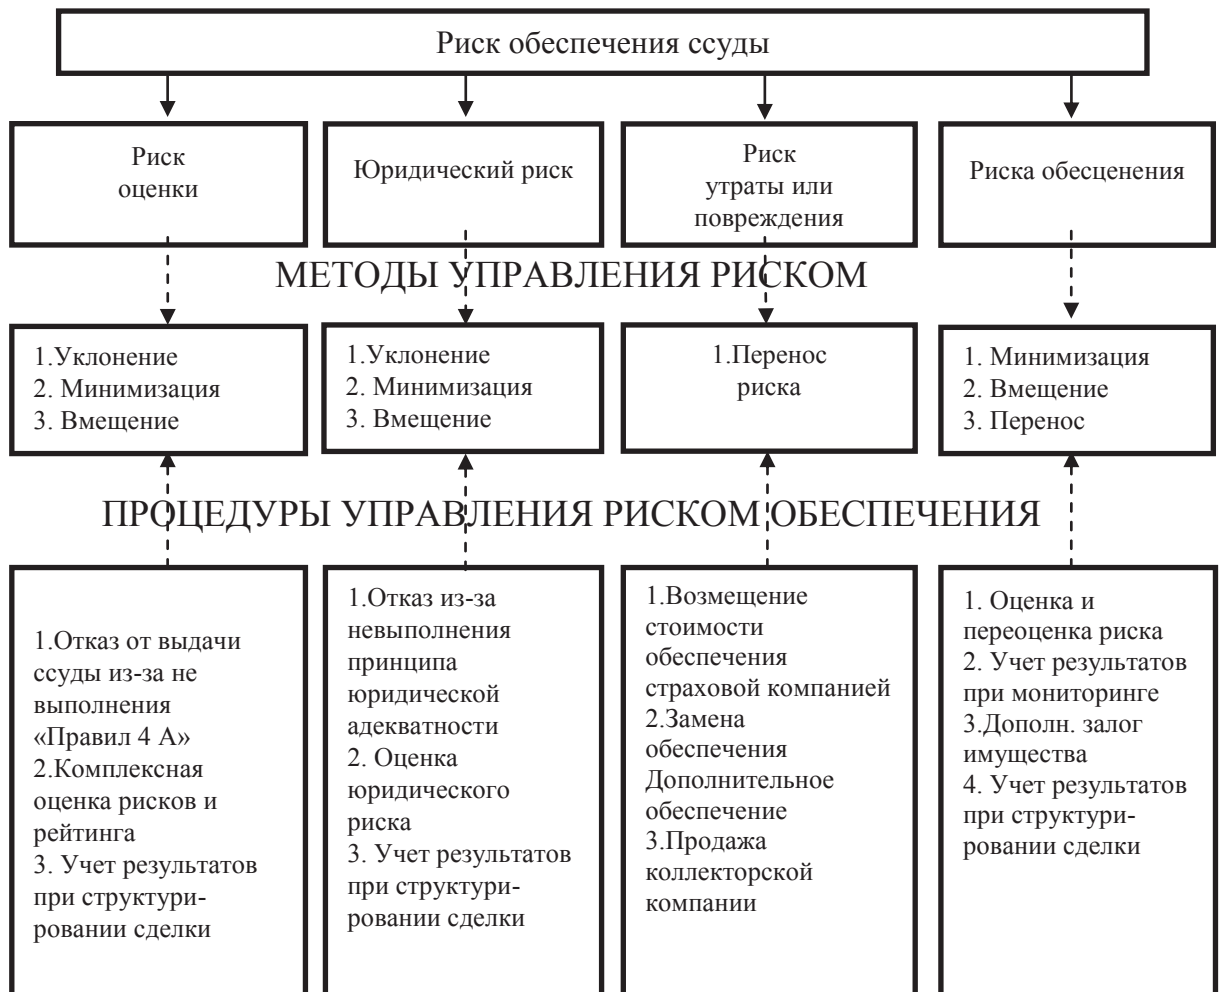 Риск обеспечения ссуды
Риск
оценки
Юридический риск
Риск
утраты или
повреждения
Риска обесценения
МЕТОДЫ УПРАВЛЕНИЯ РИСКОМ
1.Уклонение
2. Минимизация
3. Вмещение
1.Уклонение
2. Минимизация
3. Вмещение
1.Перенос
риска
1. Минимизация
2. Вмещение
3. Перенос
ПРОЦЕДУРЫ УПРАВЛЕНИЯ РИСКОМ ОБЕСПЕЧЕНИЯ
1.Отказ от выдачи
ссуды из-за не
выполнения
«Правил 4 А»
2.Комплексная
оценка рисков и
рейтинга
3. Учет результатов
при структури-
ровании сделки
1.Отказ из-за
невыполнения
принципа
юридической
адекватности
2. Оценка
юридического
риска
3. Учет результатов
при структури-
ровании сделки
1.Возмещение
стоимости
обеспечения
страховой компанией
2.Замена
обеспечения
Дополнительное
обеспечение
3.Продажа
коллекторской
компании
1. Оценка и
переоценка риска
2. Учет результатов
при мониторинге
3.Дополн. залог
имущества
4. Учет результатов
при структури-
ровании сделки